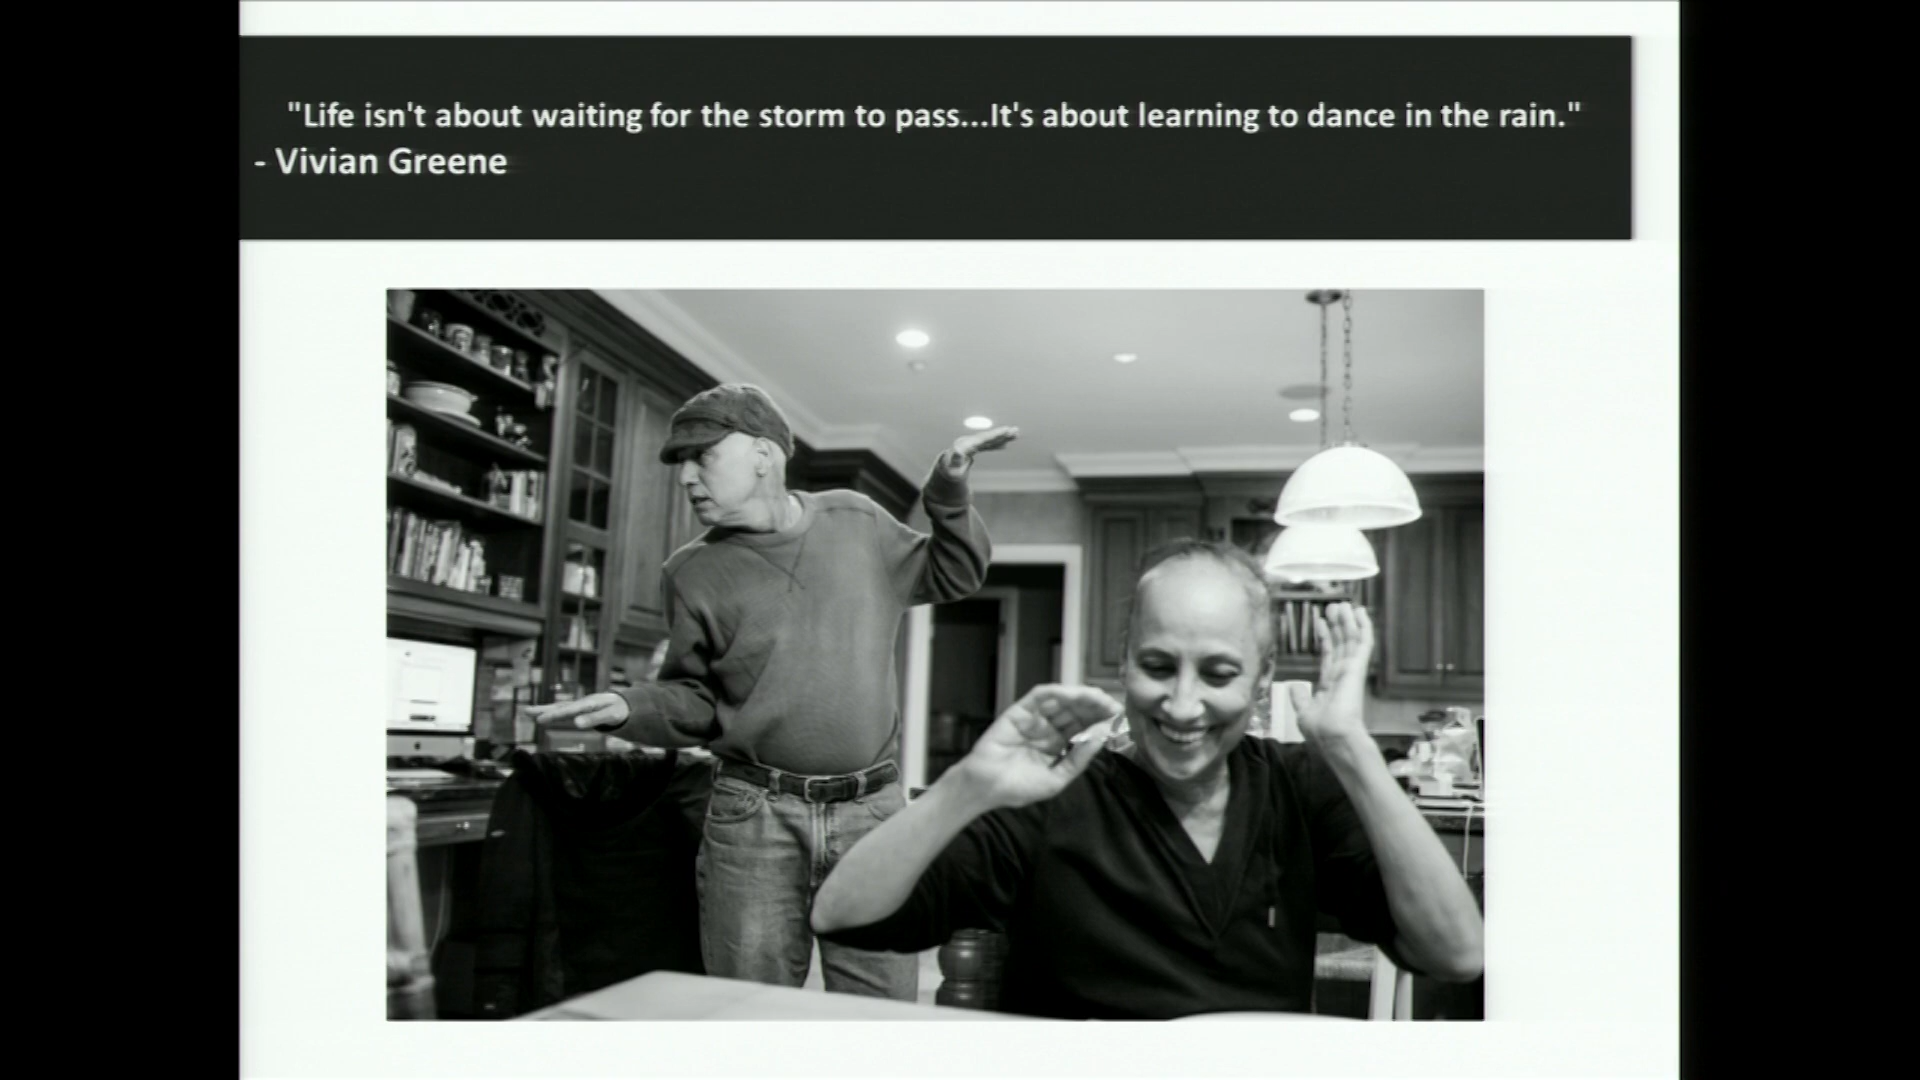 "Life isn't about waiting for the storm to pass...It's about learning to dance in the rain."
- Vivian Greene